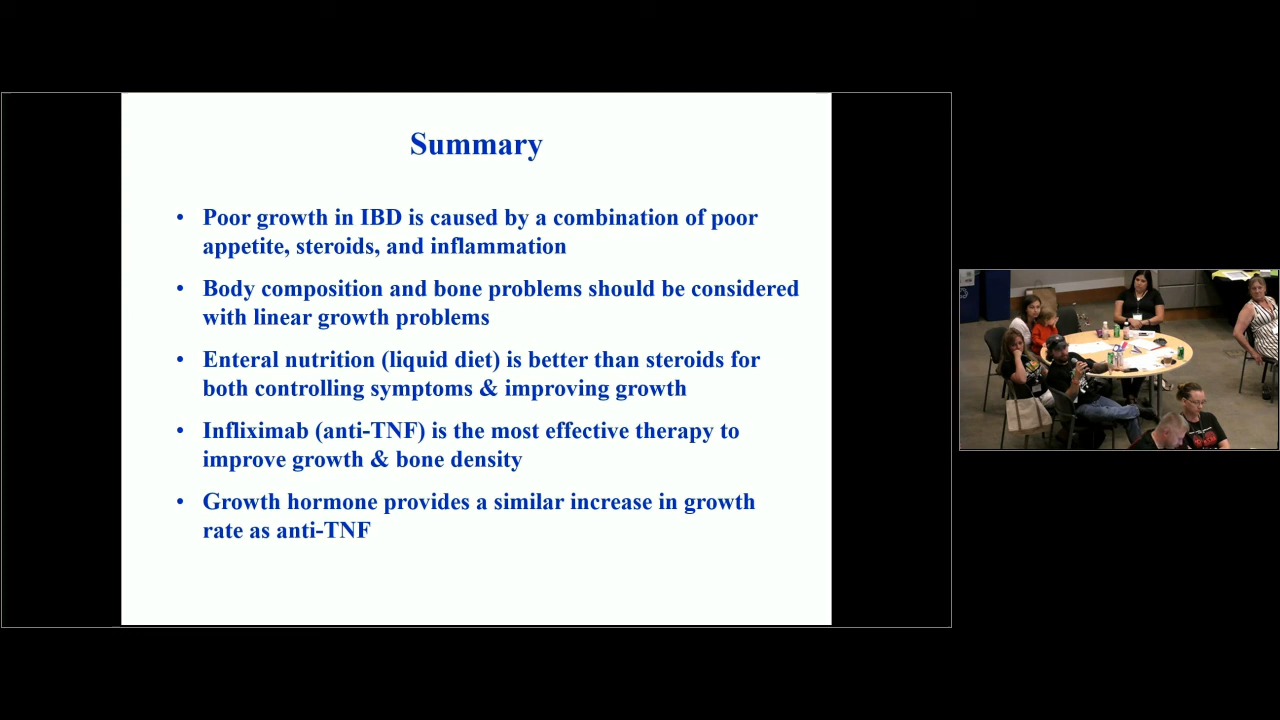 Summary
• Poor growth in IBD is caused by a combination of poor
appetite, steroids, and inflammation
• Body composition and bone problems should be considered
with linear growth problems
• Enteral nutrition (liquid diet) is better than steroids for
both controlling symptoms & improving growth
• Infliximab (anti-TNF) is the most effective therapy to
improve growth & bone density
• Growth hormone provides a similar increase in growth
rate as anti-TNF